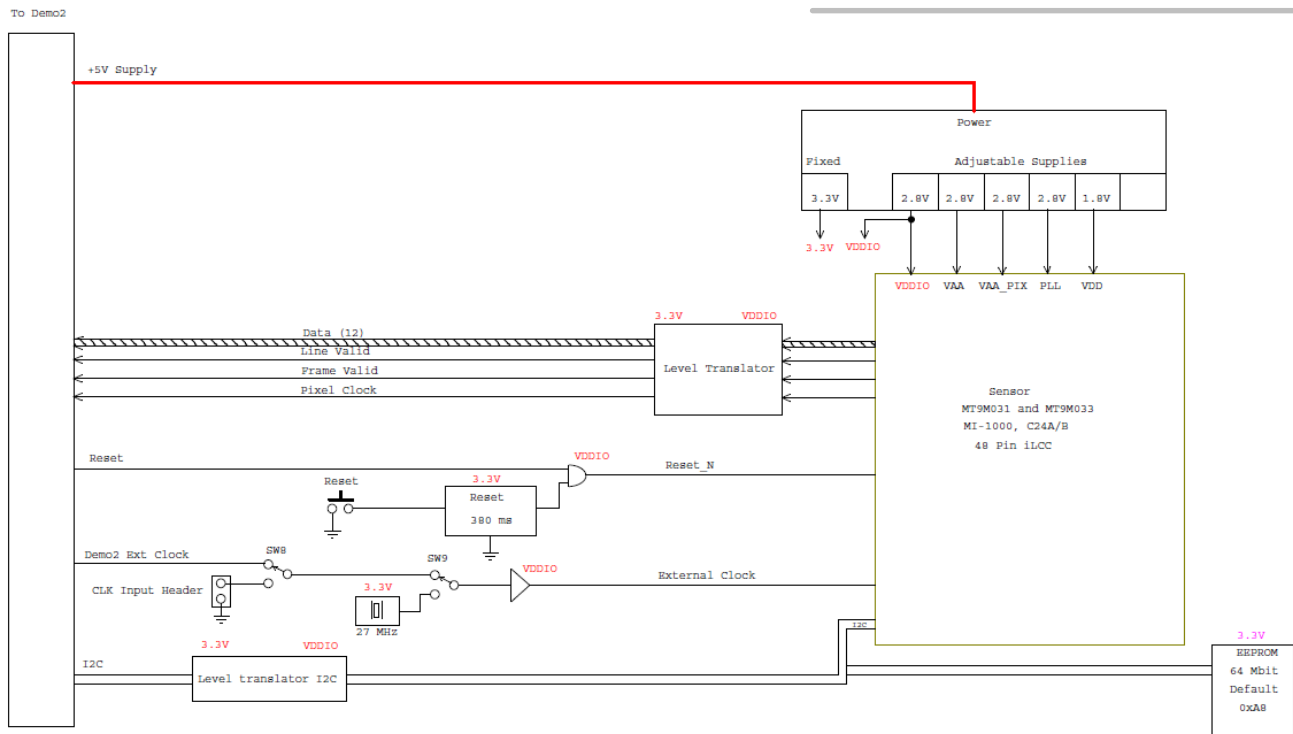 To Demo2
+5V Supply
Power
Fixed
Adjustable Supplies
3.3V
2.8V
2.8V
2.8V
2.8V
1.8V
3.3V
VDDIO
VDDIO
VAA
VAA_PIX
PLL
VDD
3.3V
VDDIO
Data (12)
Line Valid
Frame Valid
Pixel Clock
Level Translator
Sensor
MT9M031 and MT9M033
MI-1000, C24A/B
48 Pin iLCC
Reset
VDDIO
Reset_N
Reset
3.3V
Reset
380 ms
Demo2 Ext Clock
SW8
SW9
VDDIO
External Clock
CLK Input Header
3.3V
27 MHz
I2C
3.3V
VDDIO
I2C
Level translator I2C
3.3V
EEPROM
64 Mbit
Default
0xA8